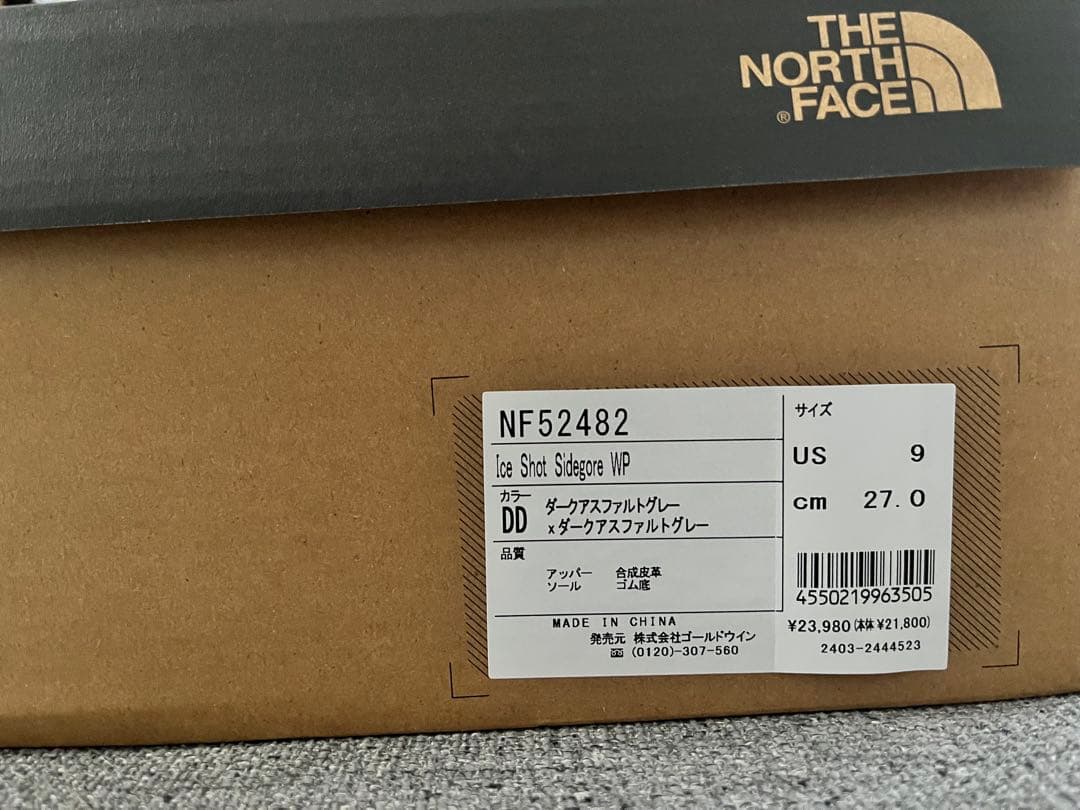 THE
NORTH
FACE
®
NF52482
Ice Shot Sidegore WP
カラー
DD ダークアスファルトグレー
×ダークアスファルトグレー
品質
アッパー 合成皮革
ソール ゴム底
MADE IN CHINA
発売元 株式会社ゴールドウイン
(0120)-307-560
サイズ
US 9
cm 27.0
4550219963505
¥23,980(本体 ¥21,800)
2403-2444523